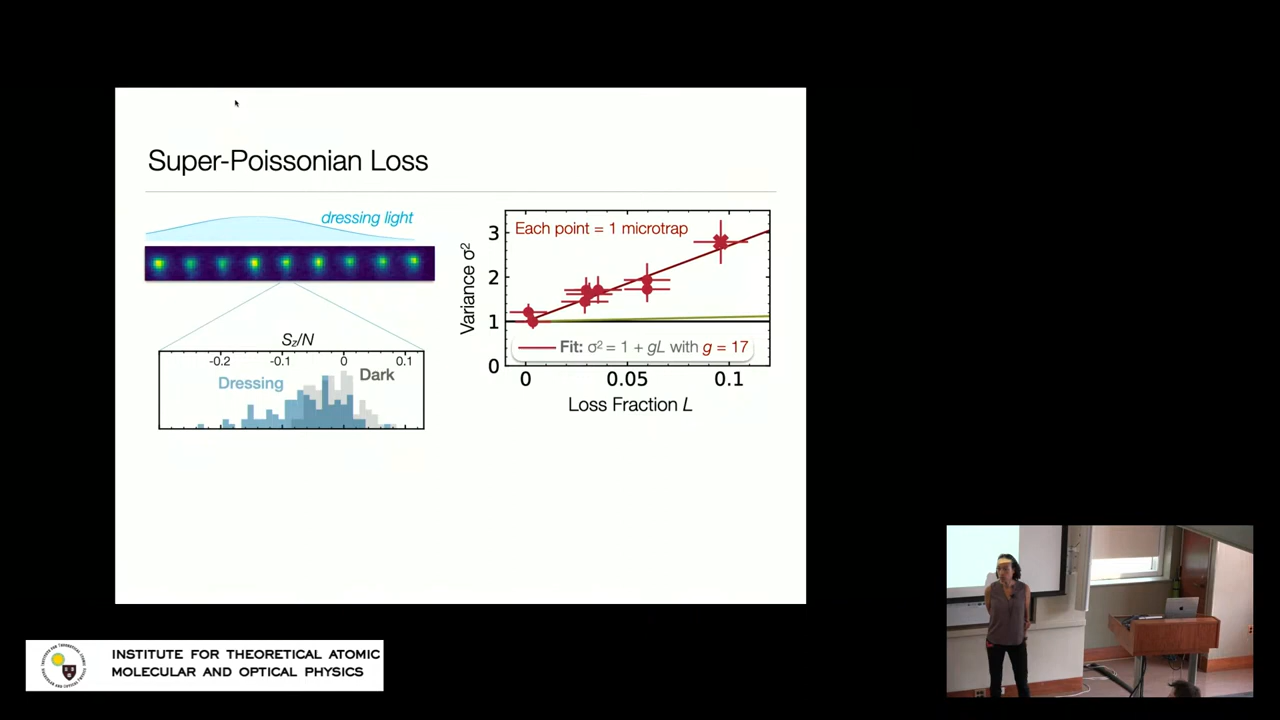 Super-Poissonian Loss
dressing light
Sz/N
-0.2 -0.1 0 0.1
Dressing
Dark
Each point = 1 microtrap
Variance σ²
3
2
1
0
Fit: σ² = 1 + gL with g = 17
0 0.05 0.1
Loss Fraction L
INSTITUTE FOR THEORETICAL ATOMIC
MOLECULAR AND OPTICAL PHYSICS